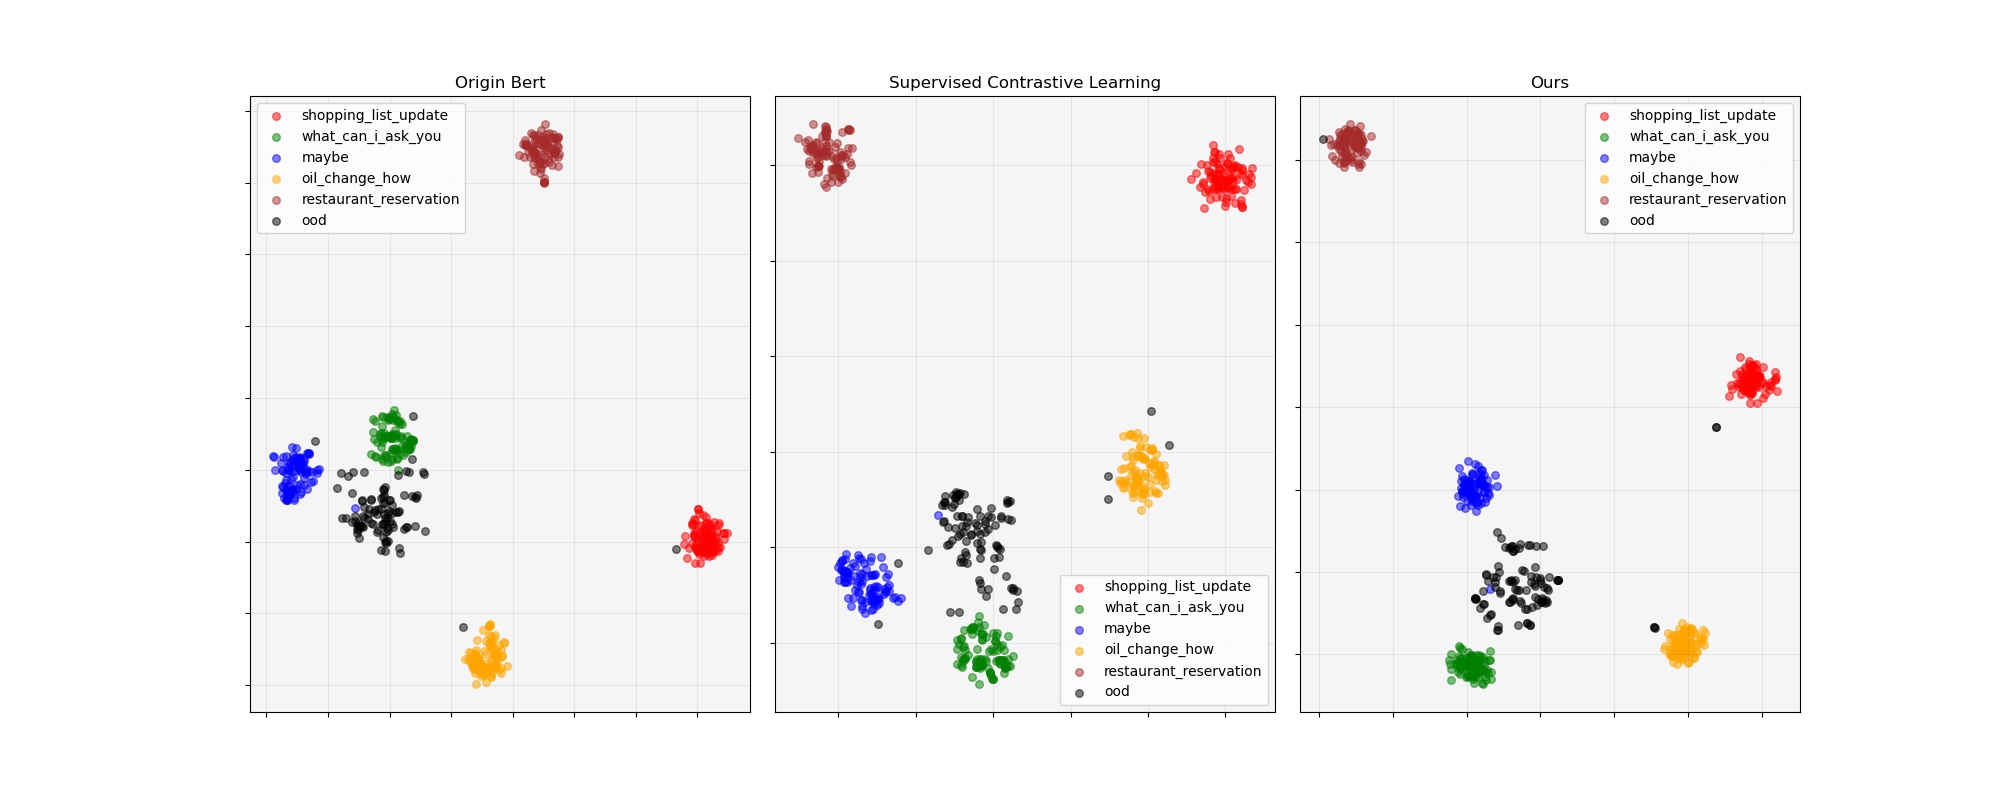 Origin Bert
shopping_list_update
what_can_i_ask_you
maybe
oil_change_how
restaurant_reservation
ood
Supervised Contrastive Learning
shopping_list_update
what_can_i_ask_you
maybe
oil_change_how
restaurant_reservation
ood
Ours
shopping_list_update
what_can_i_ask_you
maybe
oil_change_how
restaurant_reservation
ood